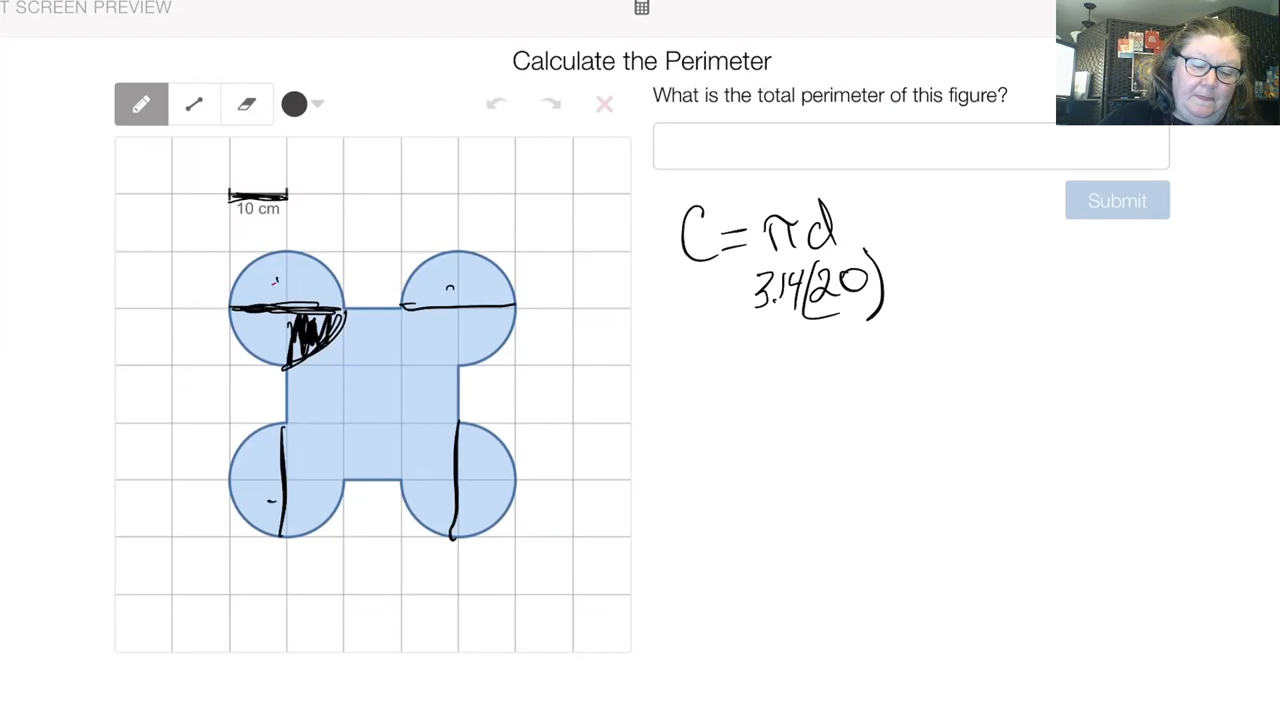 T SCREEN PREVIEW
Calculate the Perimeter
What is the total perimeter of this figure?
10 cm
Submit
C = πd
3.14(20)